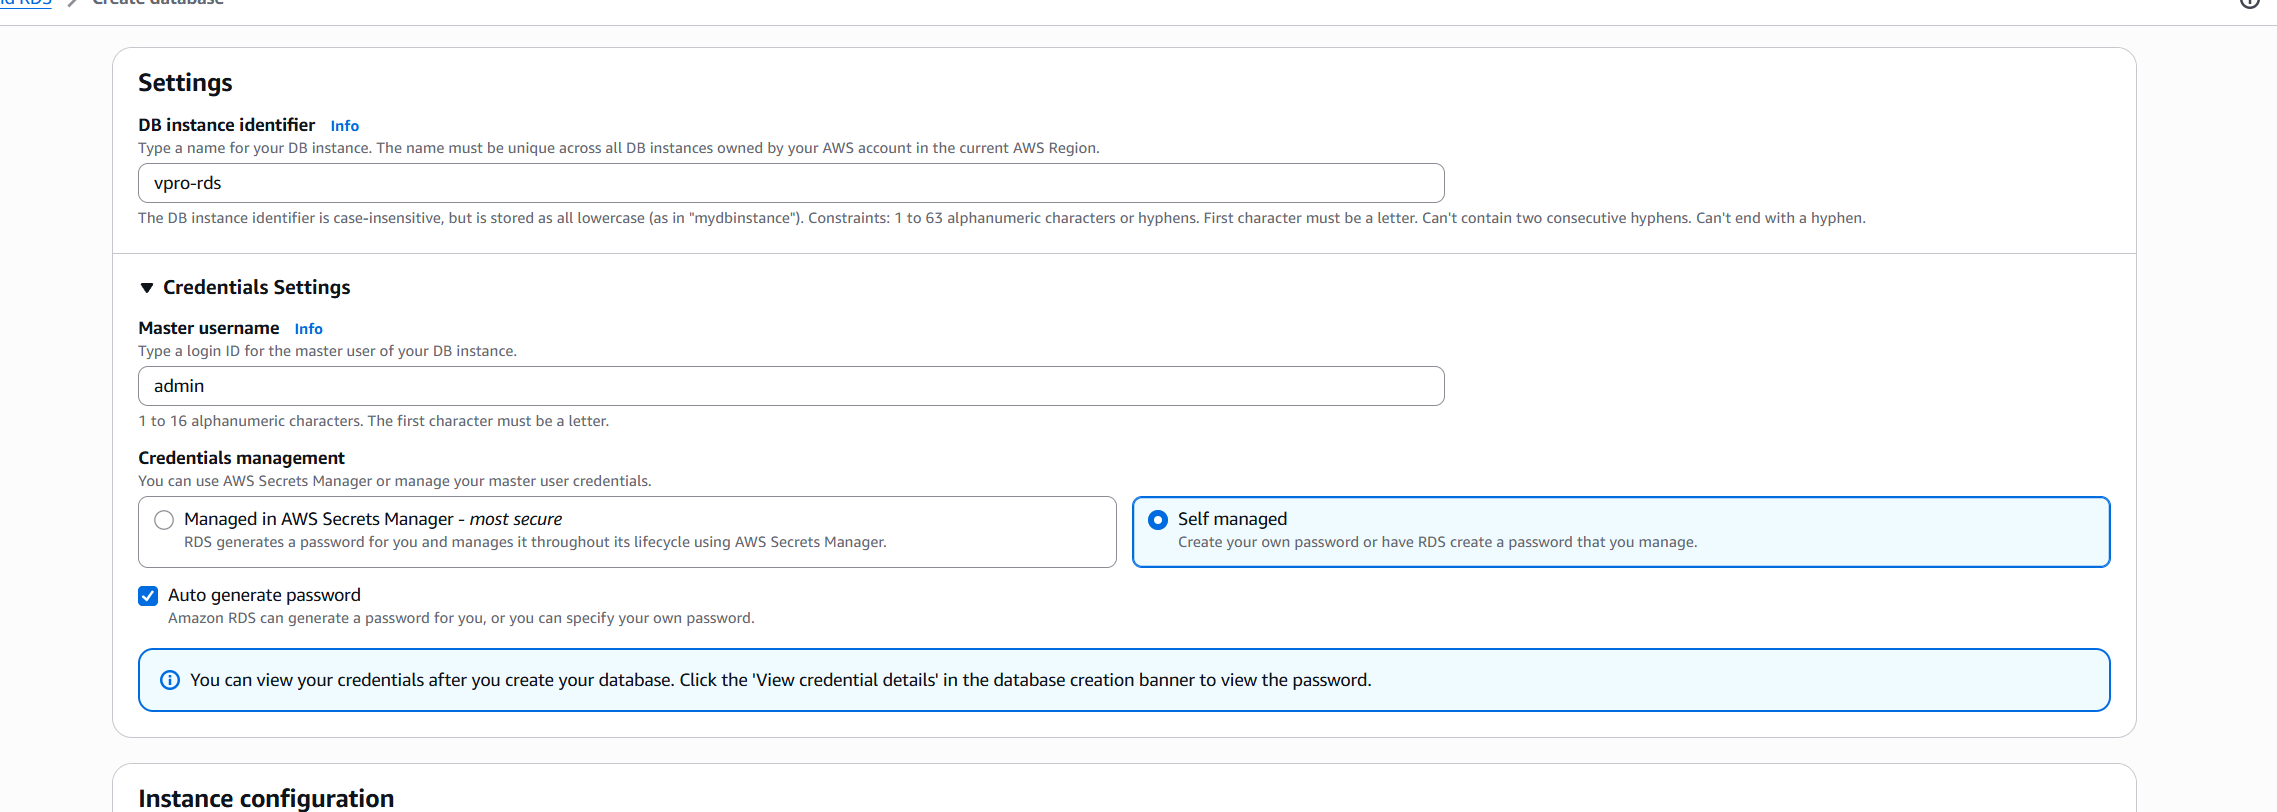 RDS
Create database
Settings
DB instance identifier Info
Type a name for your DB instance. The name must be unique across all DB instances owned by your AWS account in the current AWS Region.
vpro-rds
The DB instance identifier is case-insensitive, but is stored as all lowercase (as in "mydbinstance"). Constraints: 1 to 63 alphanumeric characters or hyphens. First character must be a letter. Can't contain two consecutive hyphens. Can't end with a hyphen.
Credentials Settings
Master username Info
Type a login ID for the master user of your DB instance.
admin
1 to 16 alphanumeric characters. The first character must be a letter.
Credentials management
You can use AWS Secrets Manager or manage your master user credentials.
Managed in AWS Secrets Manager - most secure
RDS generates a password for you and manages it throughout its lifecycle using AWS Secrets Manager.
Self managed
Create your own password or have RDS create a password that you manage.
Auto generate password
Amazon RDS can generate a password for you, or you can specify your own password.
You can view your credentials after you create your database. Click the 'View credential details' in the database creation banner to view the password.
Instance configuration